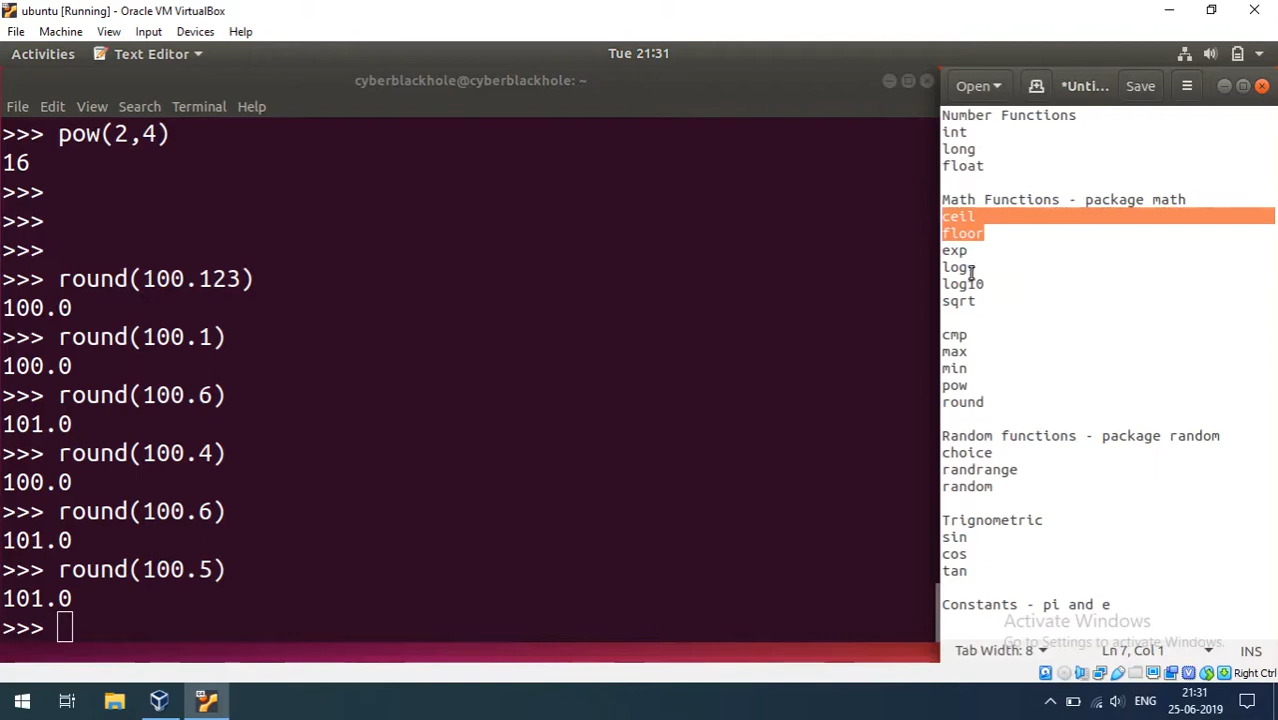 ubuntu [Running] - Oracle VM VirtualBox
File Machine View Input Devices Help
Activities Text Editor Tue 21:31
cyberblackhole@cyberblackhole: ~
File Edit View Search Terminal Help
>>> pow(2,4)
16
>>>
>>>
>>>
>>> round(100.123)
100.0
>>> round(100.1)
100.0
>>> round(100.6)
101.0
>>> round(100.4)
100.0
>>> round(100.6)
101.0
>>> round(100.5)
101.0
>>>
Open *Unti... Save
Number Functions
int
long
float
Math Functions - package math
ceil
floor
exp
log
log10
sqrt
cmp
max
min
pow
round
Random functions - package random
choice
randrange
random
Trignometric
sin
cos
tan
Constants - pi and e
Activate Windows
Go to Settings to activate Windows.
Tab Width: 8 Ln 7, Col 1 INS
Right Ctrl
ENG 21:31
25-06-2019